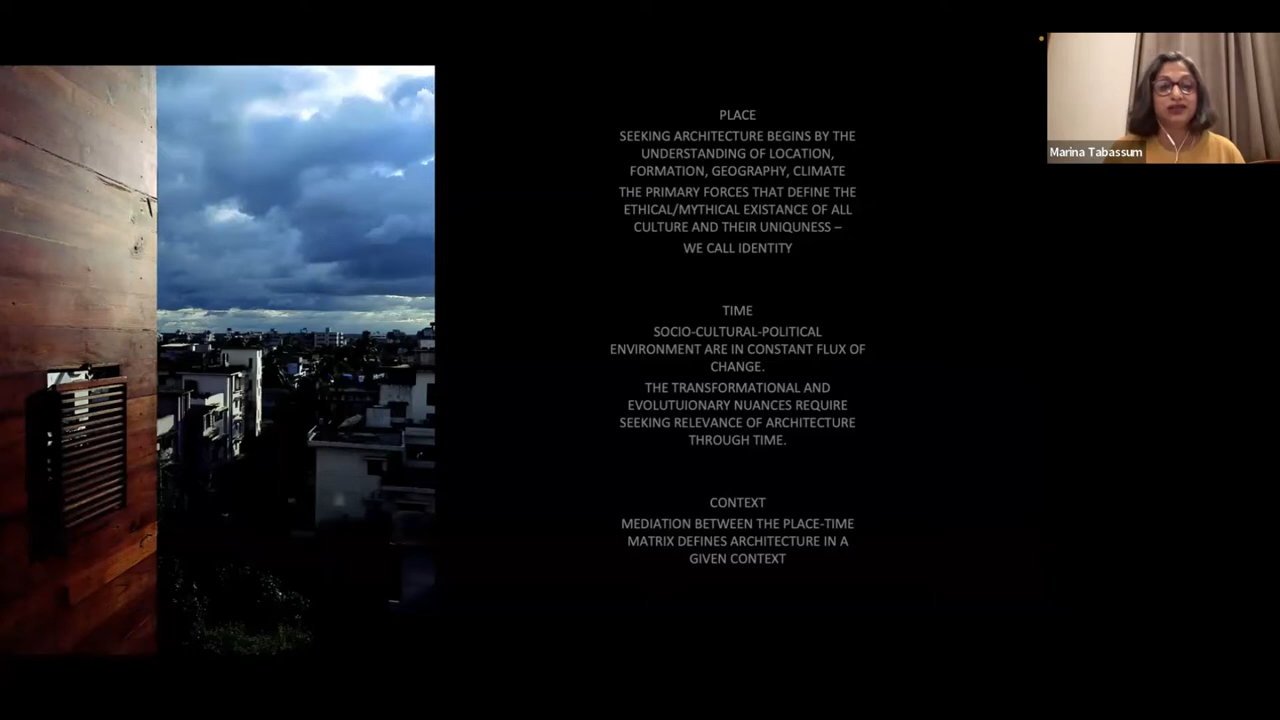 PLACE
SEEKING ARCHITECTURE BEGINS BY THE
UNDERSTANDING OF LOCATION,
FORMATION, GEOGRAPHY, CLIMATE
THE PRIMARY FORCES THAT DEFINE THE
ETHICAL/MYTHICAL EXISTANCE OF ALL
CULTURE AND THEIR UNIQUNESS –
WE CALL IDENTITY
TIME
SOCIO-CULTURAL-POLITICAL
ENVIRONMENT ARE IN CONSTANT FLUX OF
CHANGE.
THE TRANSFORMATIONAL AND
EVOLUTUIONARY NUANCES REQUIRE
SEEKING RELEVANCE OF ARCHITECTURE
THROUGH TIME.
CONTEXT
MEDIATION BETWEEN THE PLACE-TIME
MATRIX DEFINES ARCHITECTURE IN A
GIVEN CONTEXT
Marina Tabassum